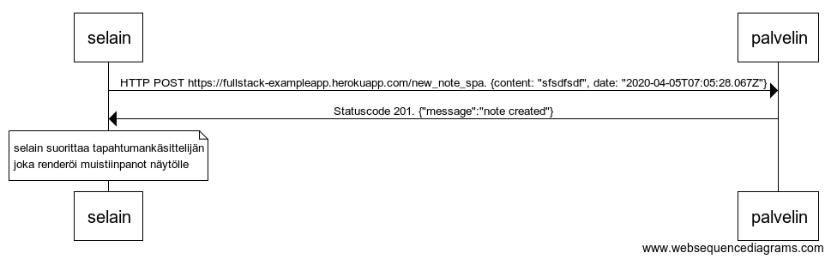 selain
palvelin
HTTP POST https://fullstack-exampleapp.herokuapp.com/new_note_spa. {content: "sfsdfsdf", date: "2020-04-05T07:05:28.067Z"}
Statuscode 201. {"message":"note created"}
selain suorittaa tapahtumankäsittelijän
joka renderöi muistiinpanot näytölle
selain
palvelin
www.websequencediagrams.com